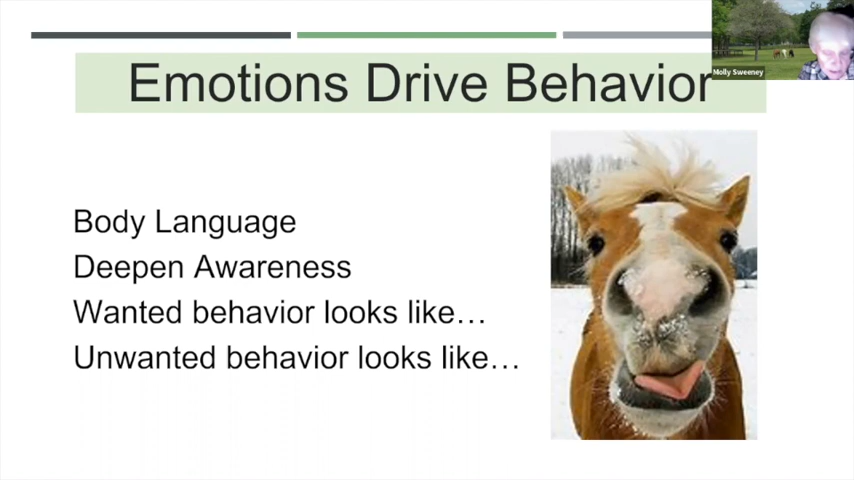 Molly Sweeney
Emotions Drive Behavior
Body Language
Deepen Awareness
Wanted behavior looks like…
Unwanted behavior looks like…